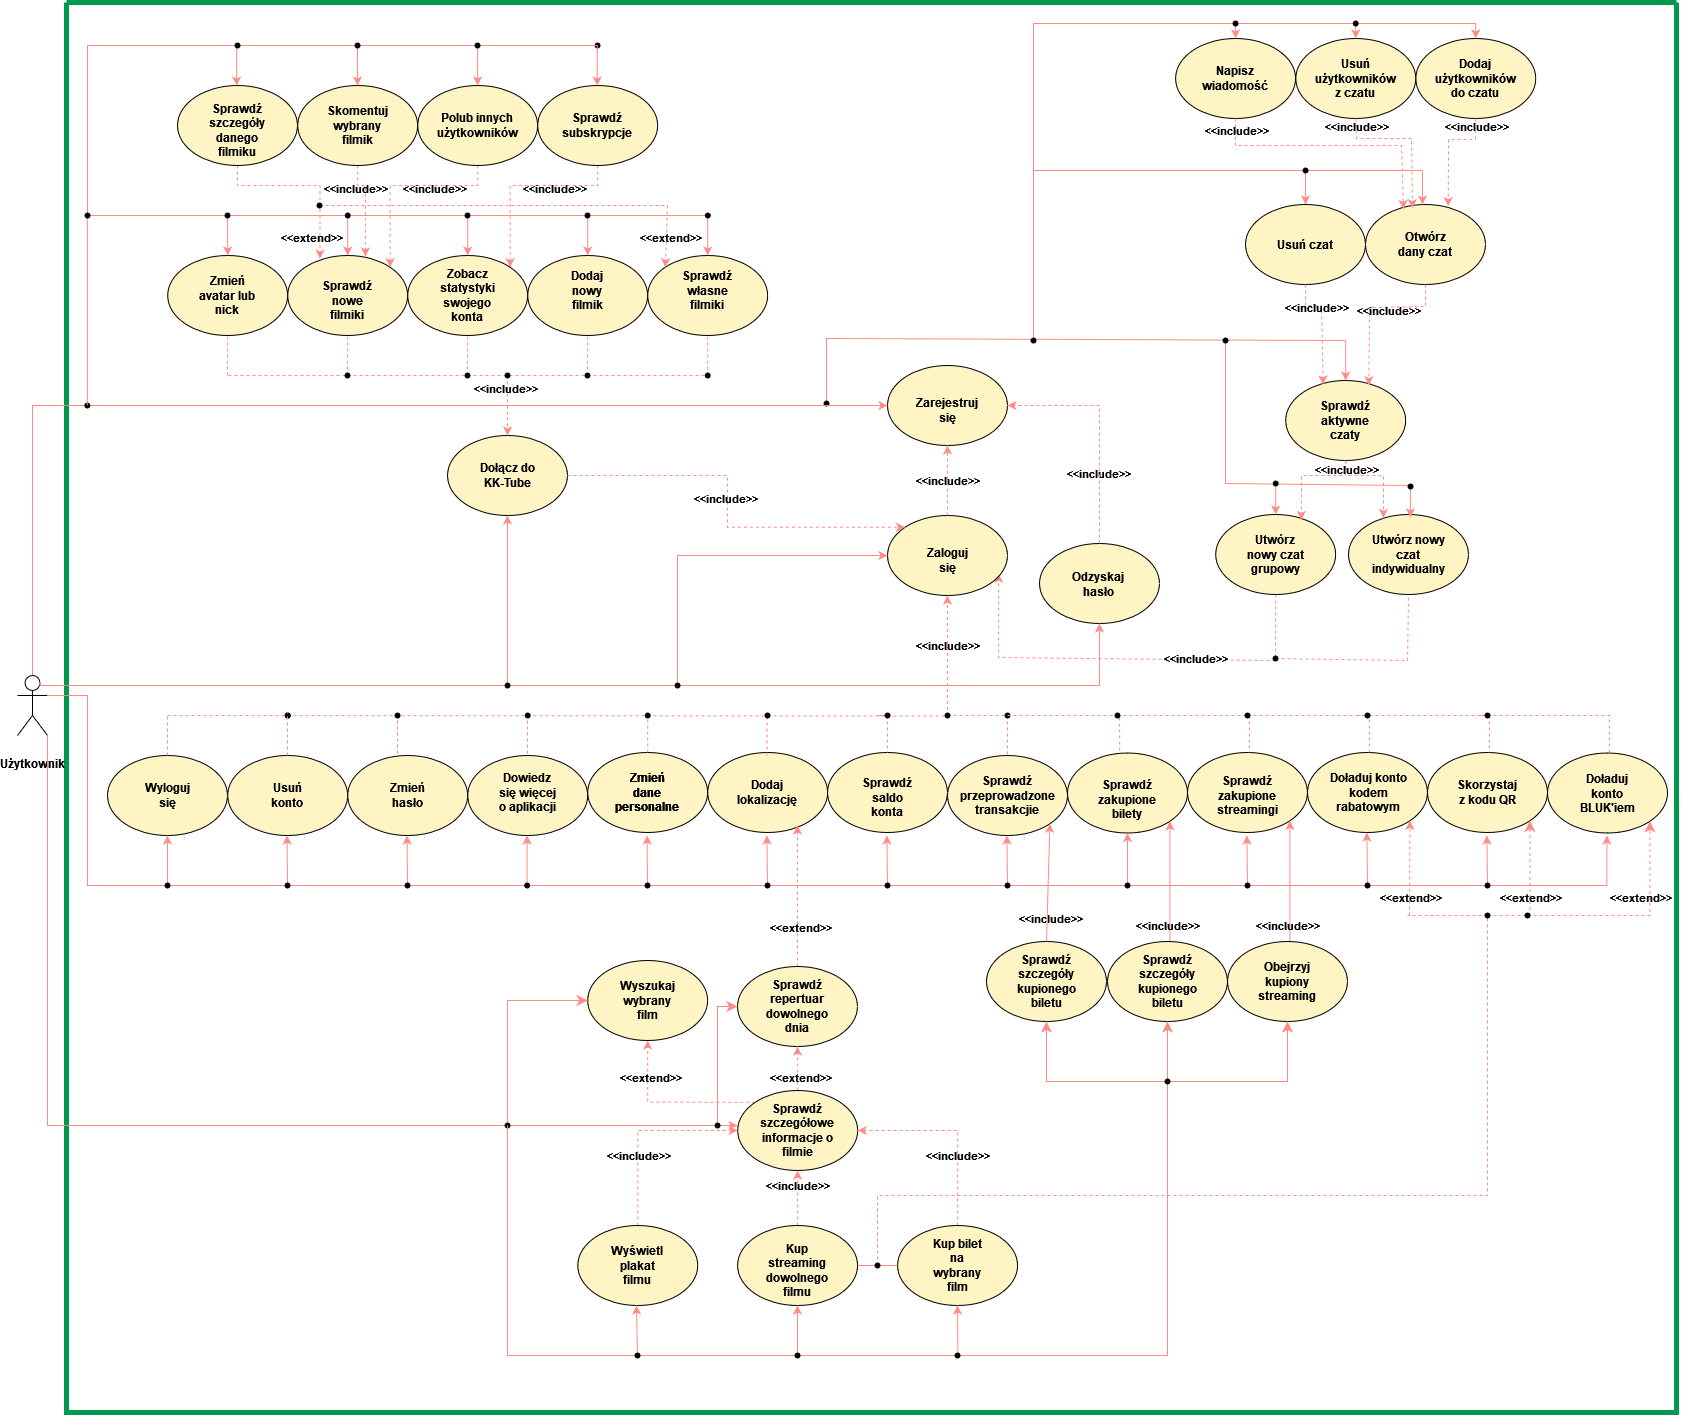 Napisz
wiadomość
Usuń
użytkowników
z czatu
Dodaj
użytkowników
do czatu
Sprawdź
szczegóły
danego
filmiku
Skomentuj
wybrany
filmik
Polub innych
użytkowników
Sprawdź
subskrypcje
<<include>>
<<include>>
<<include>>
<<include>>
<<include>>
<<include>>
<<extend>>
<<extend>>
Usuń czat
Otwórz
dany czat
Zmień
avatar lub
nick
Sprawdź
nowe
filmiki
Zobacz
statystyki
swojego
konta
Dodaj
nowy
filmik
Sprawdź
własne
filmiki
<<include>>
<<include>>
<<include>>
Zarejestruj
się
Sprawdź
aktywne
czaty
Dołącz do
KK-Tube
<<include>>
<<include>>
<<include>>
<<include>>
Zaloguj
się
Odzyskaj
hasło
Utwórz
nowy czat
grupowy
Utwórz nowy
czat
indywidualny
<<include>>
<<include>>
Użytkownik
Wyloguj
się
Usuń
konto
Zmień
hasło
Dowiedz
się więcej
o aplikacji
Zmień
dane
personalne
Dodaj
lokalizację
Sprawdź
saldo
konta
Sprawdź
przeprowadzone
transakcjie
Sprawdź
zakupione
bilety
Sprawdź
zakupione
streamingi
Doładuj konto
kodem
rabatowym
Skorzystaj
z kodu QR
Doładuj
konto
BLUK'iem
<<extend>>
<<extend>>
<<extend>>
<<extend>>
<<include>>
<<include>>
<<include>>
Wyszukaj
wybrany
film
Sprawdź
repertuar
dowolnego
dnia
Sprawdź
szczegóły
kupionego
biletu
Sprawdź
szczegóły
kupionego
biletu
Obejrzyj
kupiony
streaming
<<extend>>
<<extend>>
Sprawdź
szczegółowe
informacje o
filmie
<<include>>
<<include>>
<<include>>
Wyświetl
plakat
filmu
Kup
streaming
dowolnego
filmu
Kup bilet
na
wybrany
film